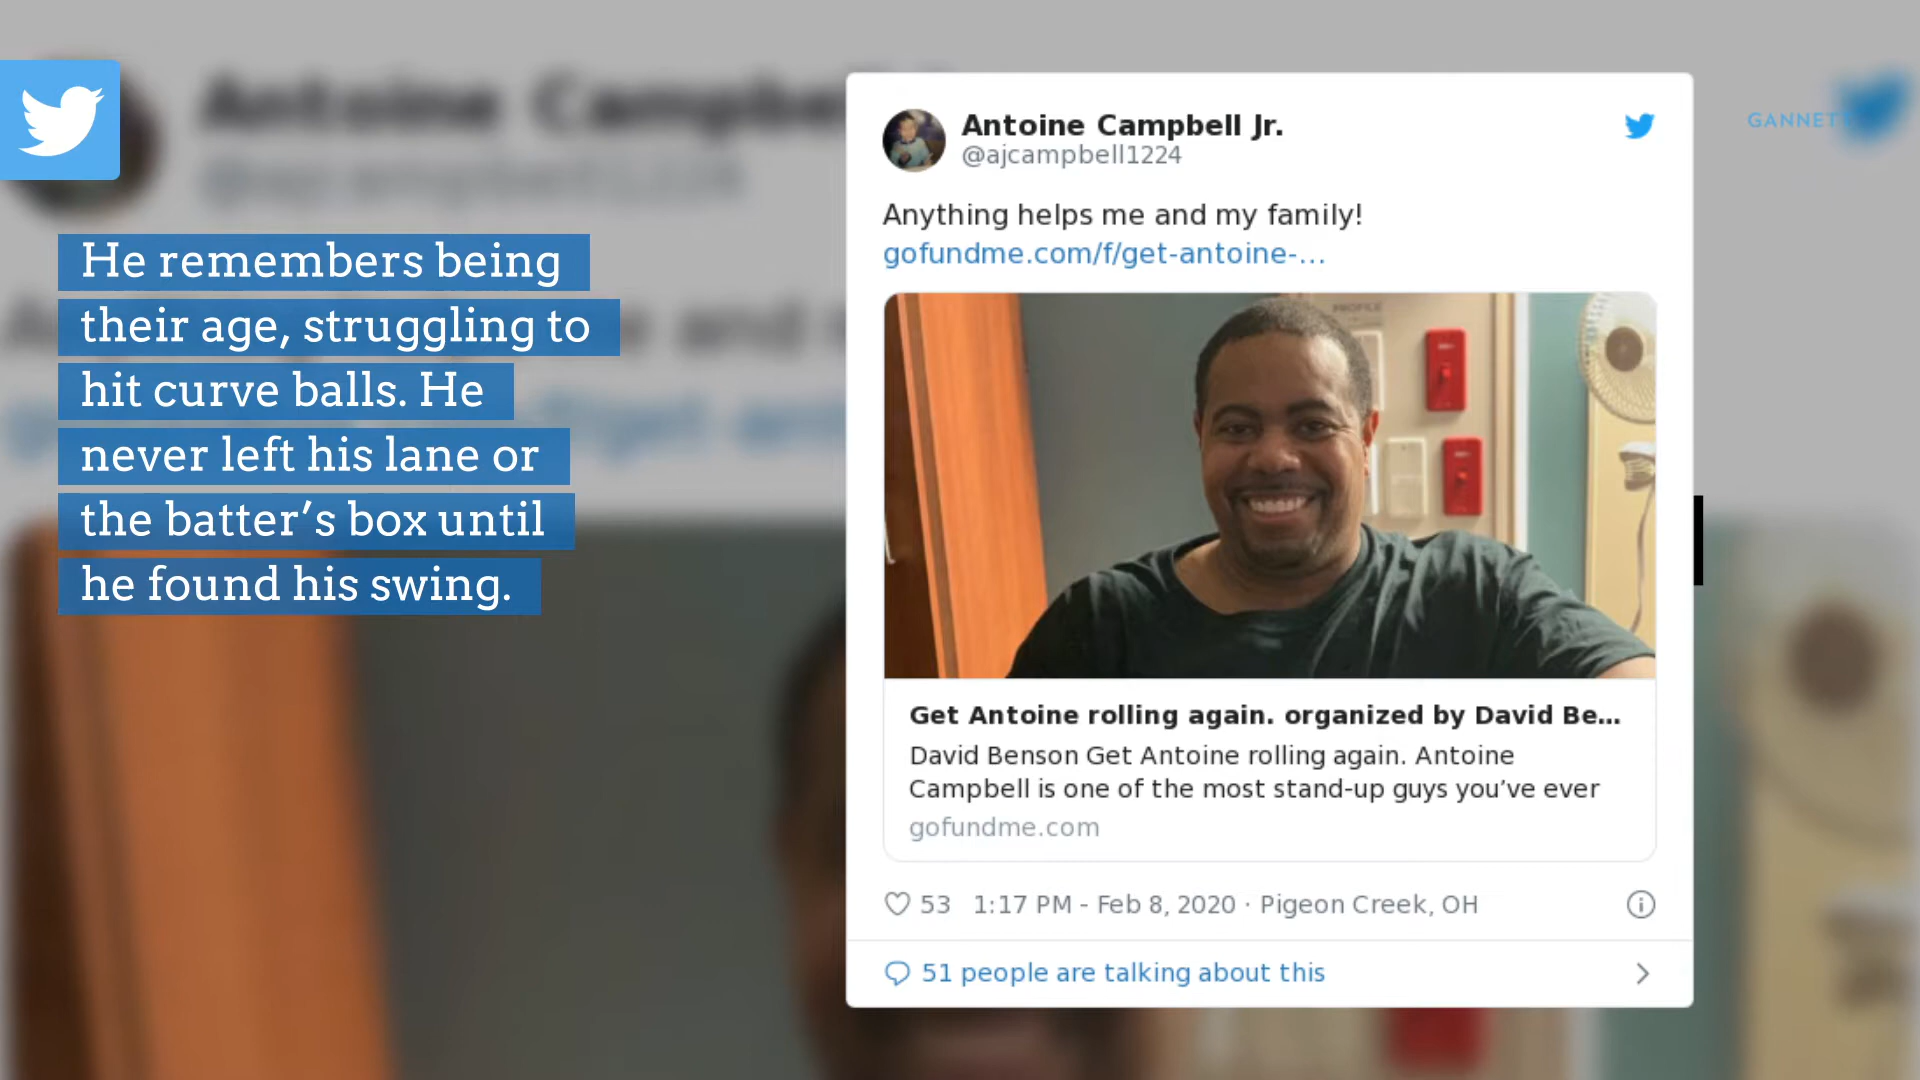 He remembers being
their age, struggling to
hit curve balls. He
never left his lane or
the batter’s box until
he found his swing.
Antoine Campbell Jr.
@ajcampbell1224
Anything helps me and my family!
gofundme.com/f/get-antoine-…
PROFILE
Get Antoine rolling again. organized by David Be…
David Benson Get Antoine rolling again. Antoine
Campbell is one of the most stand-up guys you’ve ever
gofundme.com
53 1:17 PM - Feb 8, 2020 · Pigeon Creek, OH
51 people are talking about this
GANNET